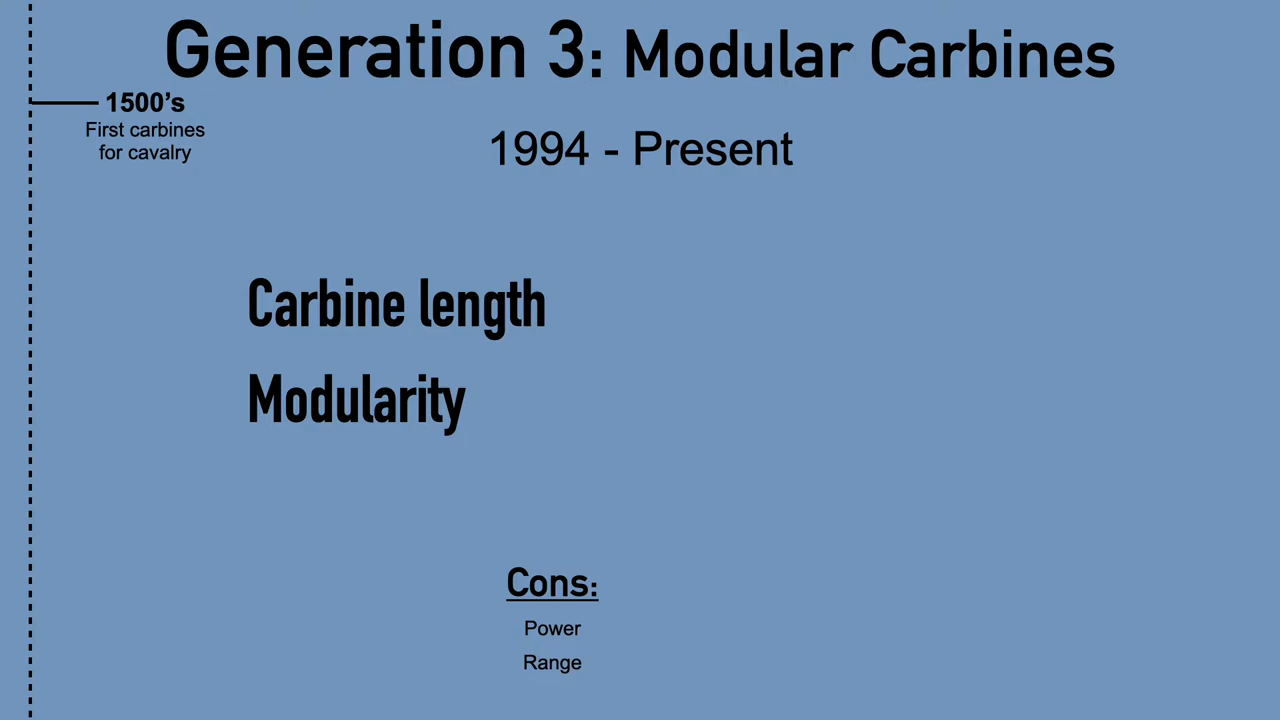 Generation 3: Modular Carbines
1500's
First carbines
for cavalry
1994 - Present
Carbine length
Modularity
Cons:
Power
Range